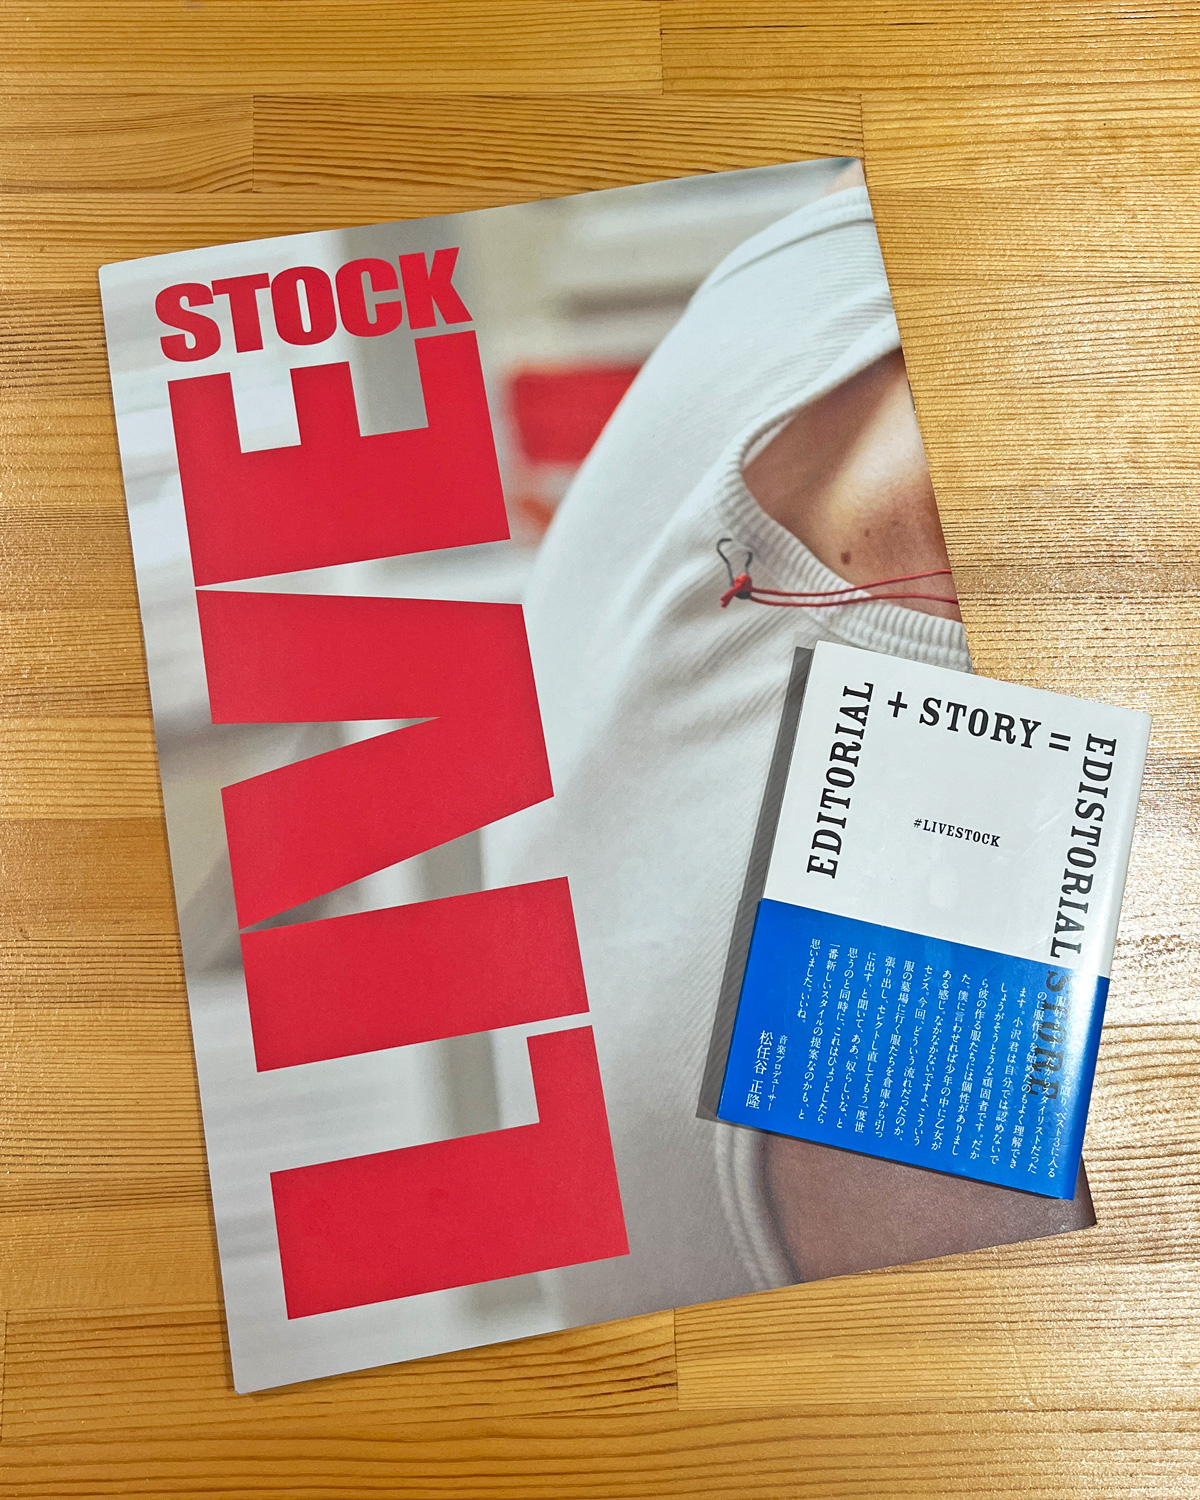 STOCK
LIVE
EDITORIAL
+ STORY =
EDISTORIAL STORE
#LIVESTOCK
ベスト3に入る
のに服作りを始めたのもよく理解でき
ます。小沢君は自分では認めないで
しょうがそうとうな頑固者です。だか
ら彼の作る服たちには個性がありまし
た。僕に言わせれば少年の中に乙女が
ある感じ。なかなかないですよ、こういう
センス。今回、どういう流れだったのか、
服の墓場に行く服たちを倉庫から引っ
張り出し、セレクトし直してもう一度世
に出す、と聞いて、ああ、奴らしいな、と
思うのと同時に、これはひょっとしたら
一番新しいスタイルの提案なのかも、と
思いました。いいね。
音楽プロデューサー
松任谷 正隆